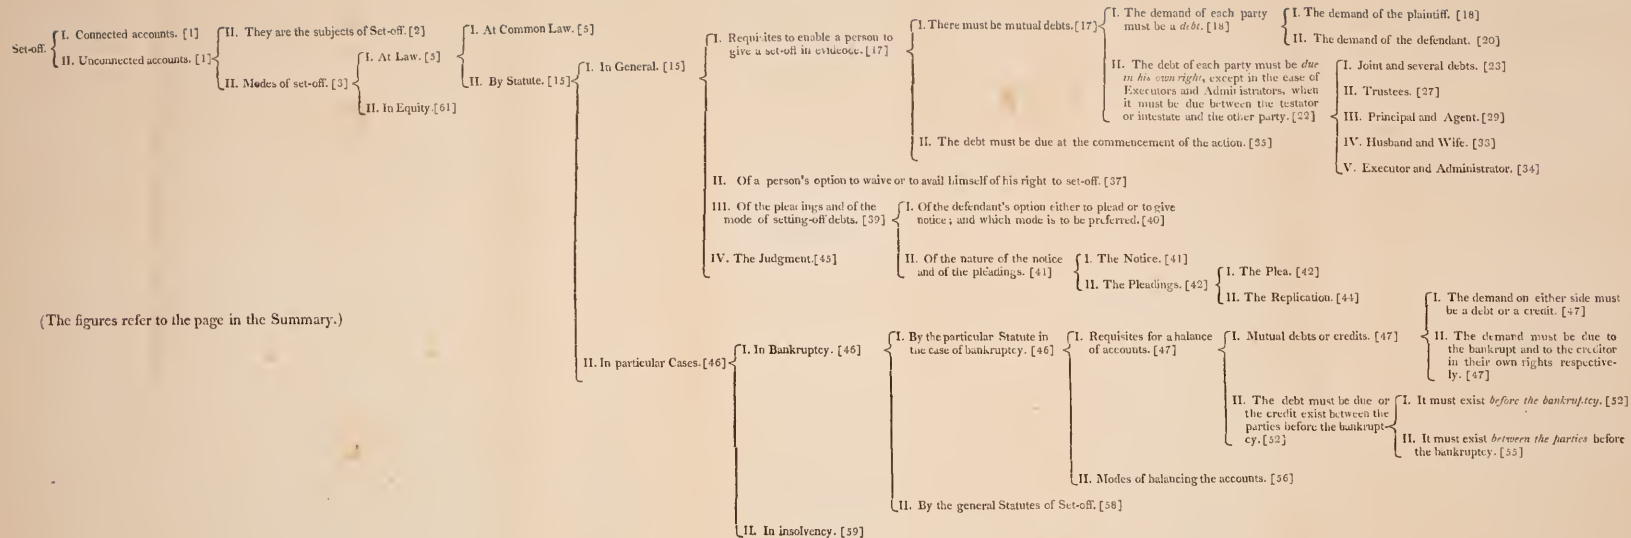 Set-off.
I. Connected accounts. [1]
II. Unconnected accounts. [1]
II. They are the subjects of Set-off. [2]
II. Modes of set-off. [3]
I. At Law. [5]
II. In Equity. [61]
I. At Common Law. [5]
II. By Statute. [15]
I. In General. [15]
I. Requisites to enable a person to
give a set-off in evidence. [17]
I. There must be mutual debts. [17]
I. The demand of each party
must be a debt. [18]
I. The demand of the plaintiff. [18]
II. The demand of the defendant. [20]
II. The debt of each party must be due
in his own right, except in the case of
Executors and Administrators, when
it must be due between the testator
or intestate and the other party. [22]
I. Joint and several debts. [23]
II. Trustees. [27]
III. Principal and Agent. [29]
IV. Husband and Wife. [33]
V. Executor and Administrator. [34]
II. The debt must be due at the commencement of the action. [35]
II. Of a person's option to waive or to avail himself of his right to set-off. [37]
III. Of the pleadings and of the
mode of setting-off debts. [39]
I. Of the defendant's option either to plead or to give
notice; and which mode is to be preferred. [40]
II. Of the nature of the notice
and of the pleadings. [41]
I. The Notice. [41]
II. The Pleadings. [42]
I. The Plea. [42]
II. The Replication. [44]
IV. The Judgment. [45]
(The figures refer to the page in the Summary.)
II. In particular Cases. [46]
I. In Bankruptcy. [46]
I. By the particular Statute in
the case of bankruptcy. [46]
I. Requisites for a balance
of accounts. [47]
I. Mutual debts or credits. [47]
I. The demand on either side must
be a debt or a credit. [47]
II. The demand must be due to
the bankrupt and to the creditor
in their own rights respective-
ly. [47]
II. The debt must be due or
the credit exist between the
parties before the bankrupt-
cy. [52]
I. It must exist before the bankruptcy. [52]
II. It must exist between the parties before
the bankruptcy. [55]
II. Modes of balancing the accounts. [56]
II. By the general Statutes of Set-off. [58]
II. In insolvency. [59]